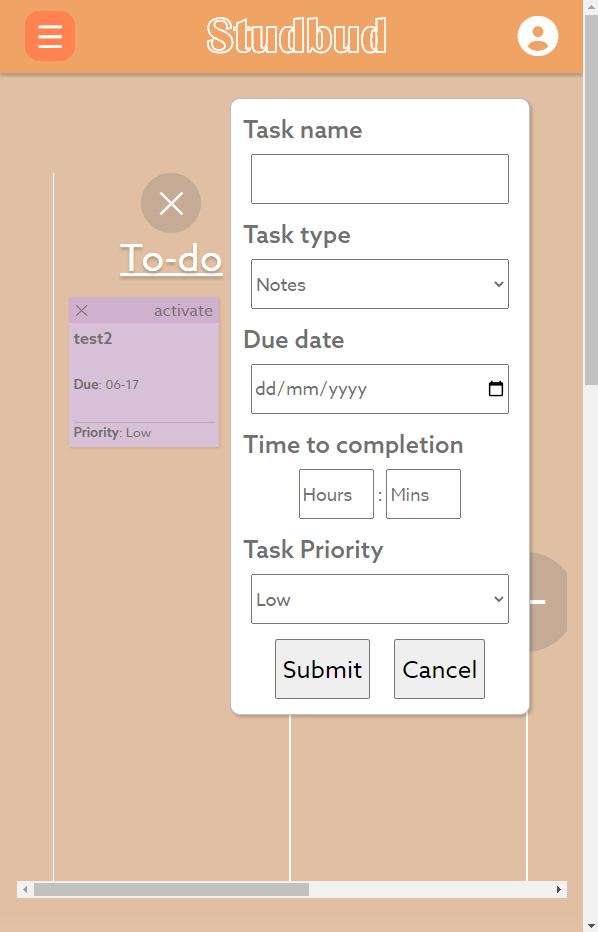 Studbud
To-do
activate
test2
Due: 06-17
Priority: Low
Task name
Task type
Notes
Due date
dd/mm/yyyy
Time to completion
Hours : Mins
Task Priority
Low
Submit Cancel